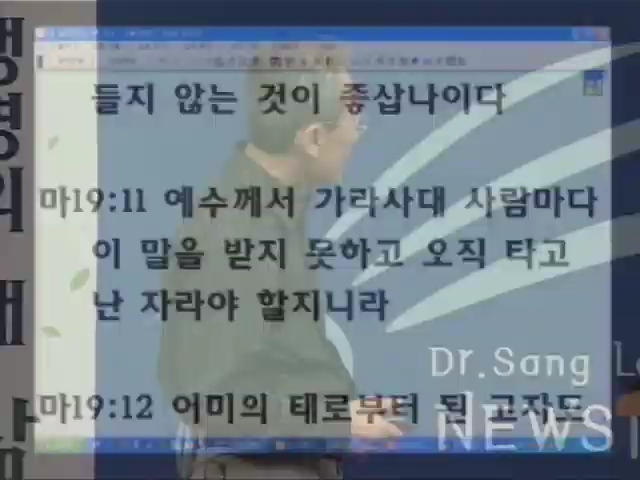 들지 않는 것이 좋삽나이다
마19:11 예수께서 가라사대 사람마다
이 말을 받지 못하고 오직 타고
난 자라야 할지니라
마19:12 어미의 태로부터 된 고자도
Dr.Sang
NEWS